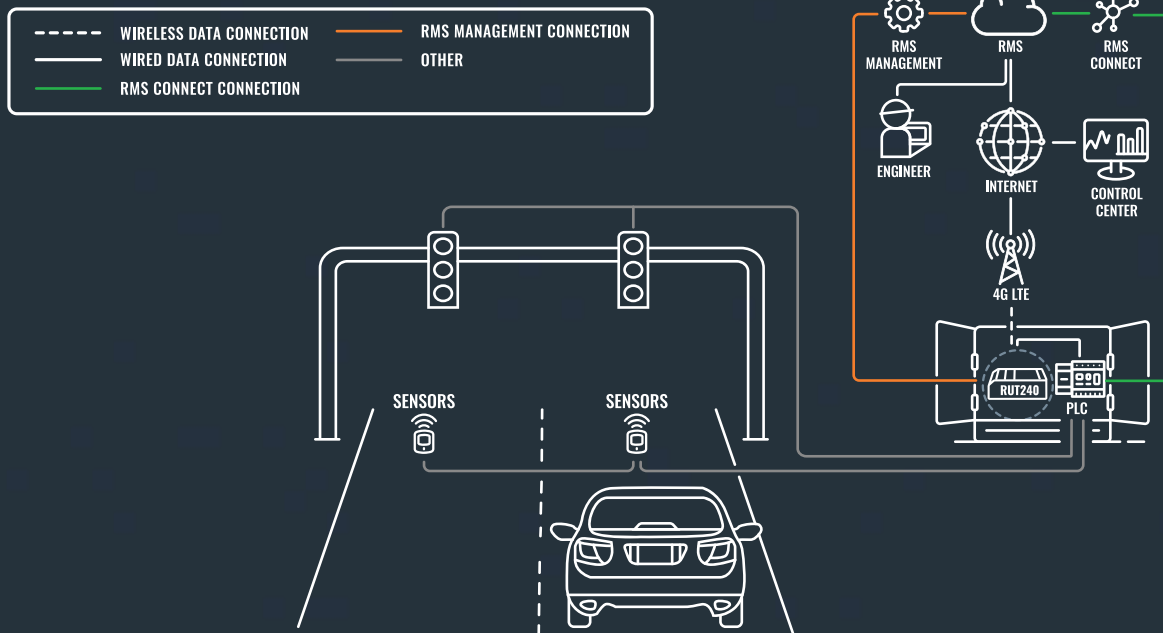 WIRELESS DATA CONNECTION
WIRED DATA CONNECTION
RMS CONNECT CONNECTION
RMS MANAGEMENT CONNECTION
OTHER
RMS
MANAGEMENT
RMS
RMS
CONNECT
ENGINEER
INTERNET
CONTROL
CENTER
4G LTE
RUT240
PLC
SENSORS
SENSORS